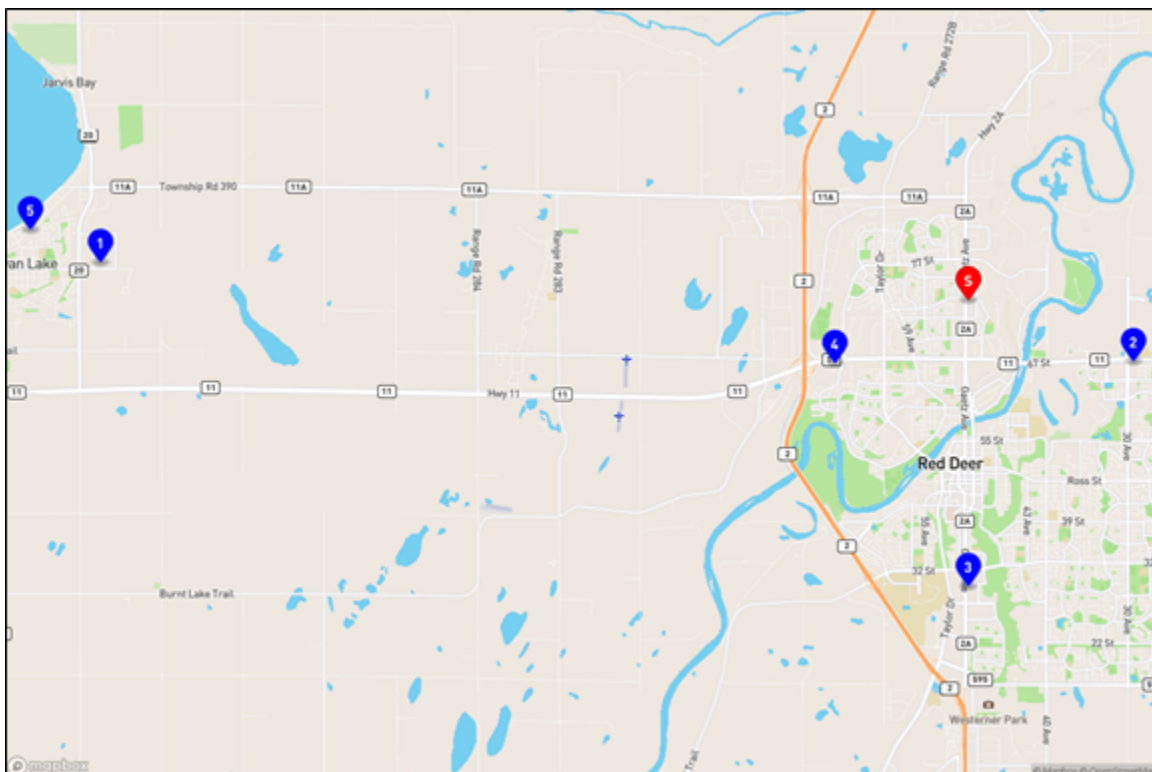 Jarvis Bay
20
11A
Township Rd 390
11A
11A
11A
11A
2
Range Rd 272B
Hwy 2A
2A
5
1
van Lake
20
Range Rd 284
Range Rd 283
2
Taylor Dr
77 St
S
59 Ave
2A
4
2
11
11
67 St
11
11
11
Hwy 11
11
11
Gaetz Ave
55 St
30 Ave
2
Red Deer
Ross St
2A
55 Ave
39 St
2
32 St
3
32
Burnt Lake Trail
Taylor Dr
30 Ave
2A
22 St
595
2
Westerner Park
40 Ave
Trail
mapbox
© Mapbox © OpenStreetMap